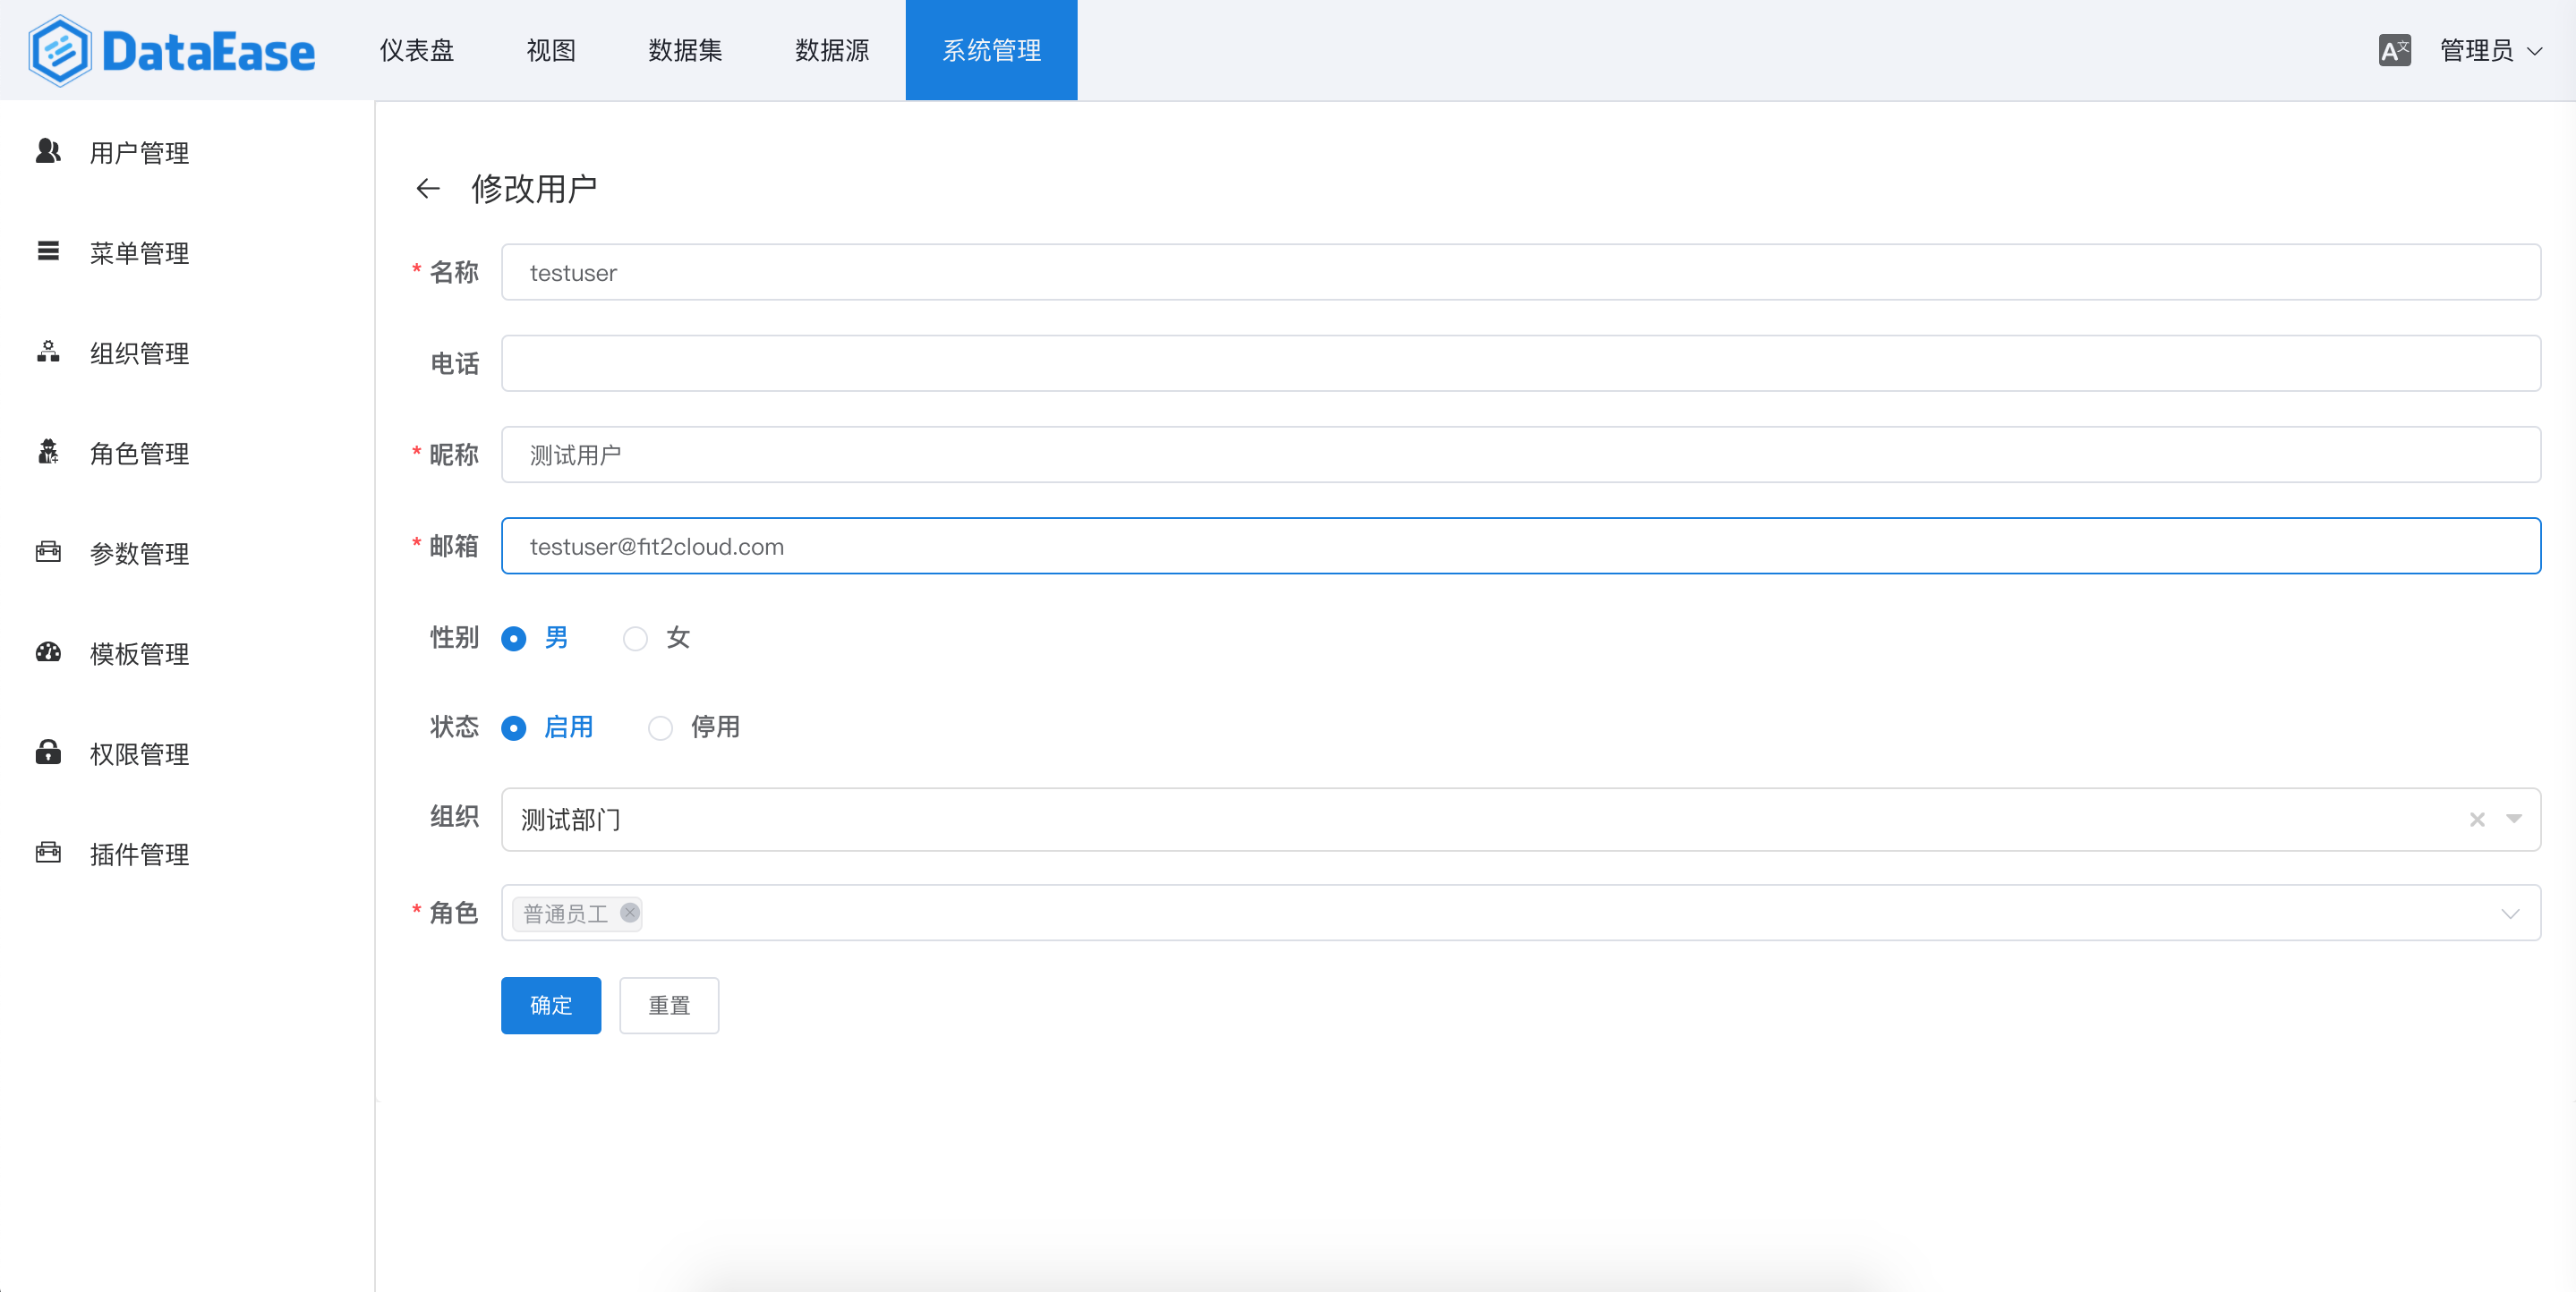 DataEase 仪表盘 视图 数据集 数据源 系统管理 A文 管理员
用户管理
菜单管理
组织管理
角色管理
参数管理
模板管理
权限管理
插件管理
修改用户
* 名称 testuser
电话
* 昵称 测试用户
* 邮箱 testuser@fit2cloud.com
性别 男 女
状态 启用 停用
组织 测试部门
* 角色 普通员工
确定 重置